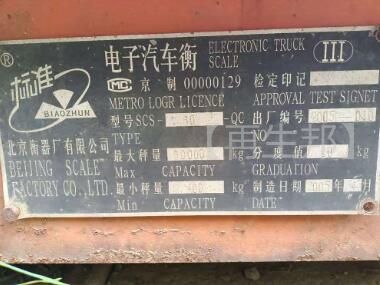 电子汽车衡 ELECTRONIC TRUCK SCALE III
® 标准 BIAOZHUN
MC 京 制 00000129 检定印记
METRO LOGR LICENCE APPROVAL TEST SIGNET
型号SCS- QC 出厂编号
TYPE
北京衡器厂有限公司
BEIJING SCALE FACTORY CO., LTD.
最大秤量 kg 分度值 kg
Max CAPACITY GRADUATION
最小秤量 kg 制造日期 2005
Min CAPACITY DATE
再生邦